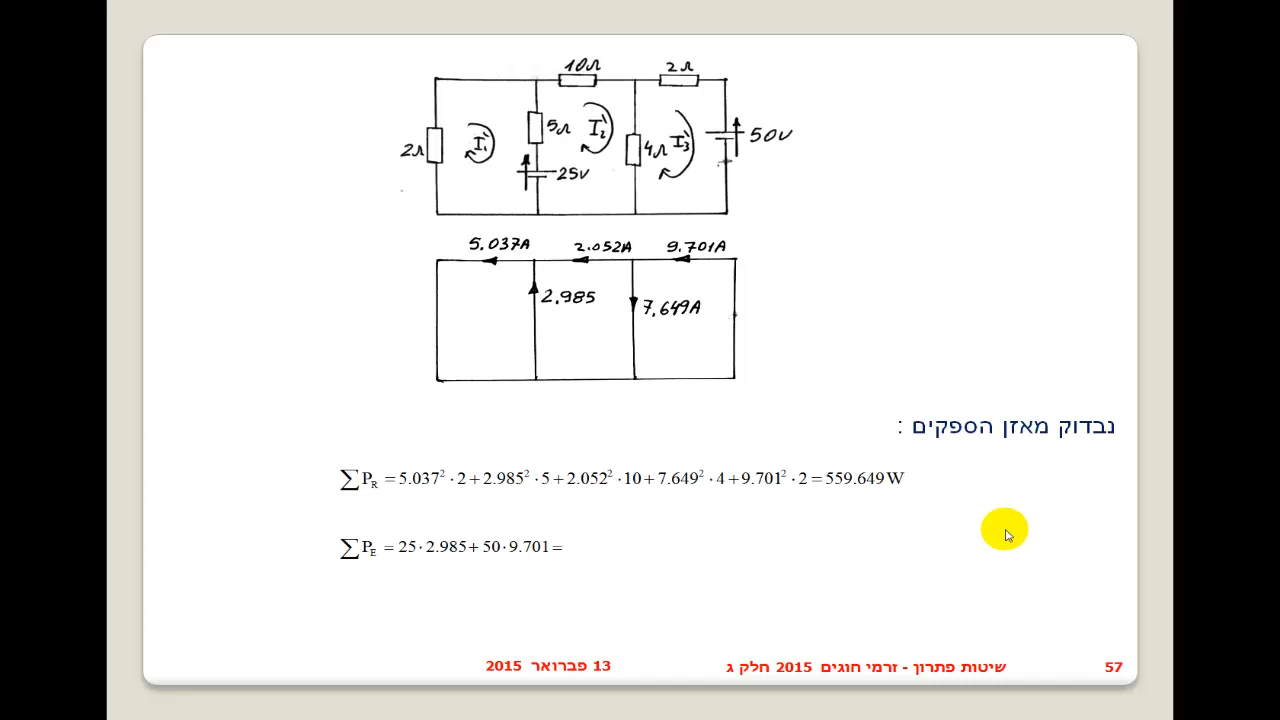 10Ω 2Ω
2Ω I₁' 5Ω I₂' 4Ω I₃' 50V
25V
5.037A 2.052A 9.701A
2.985 7.649A
נבדוק מאזן הספקים :
∑P_R = 5.037² · 2 + 2.985² · 5 + 2.052² · 10 + 7.649² · 4 + 9.701² · 2 = 559.649 W
∑P_E = 25 · 2.985 + 50 · 9.701 =
13 פברואר 2015 שיטות פתרון - זרמי חוגים 2015 חלק ג 57